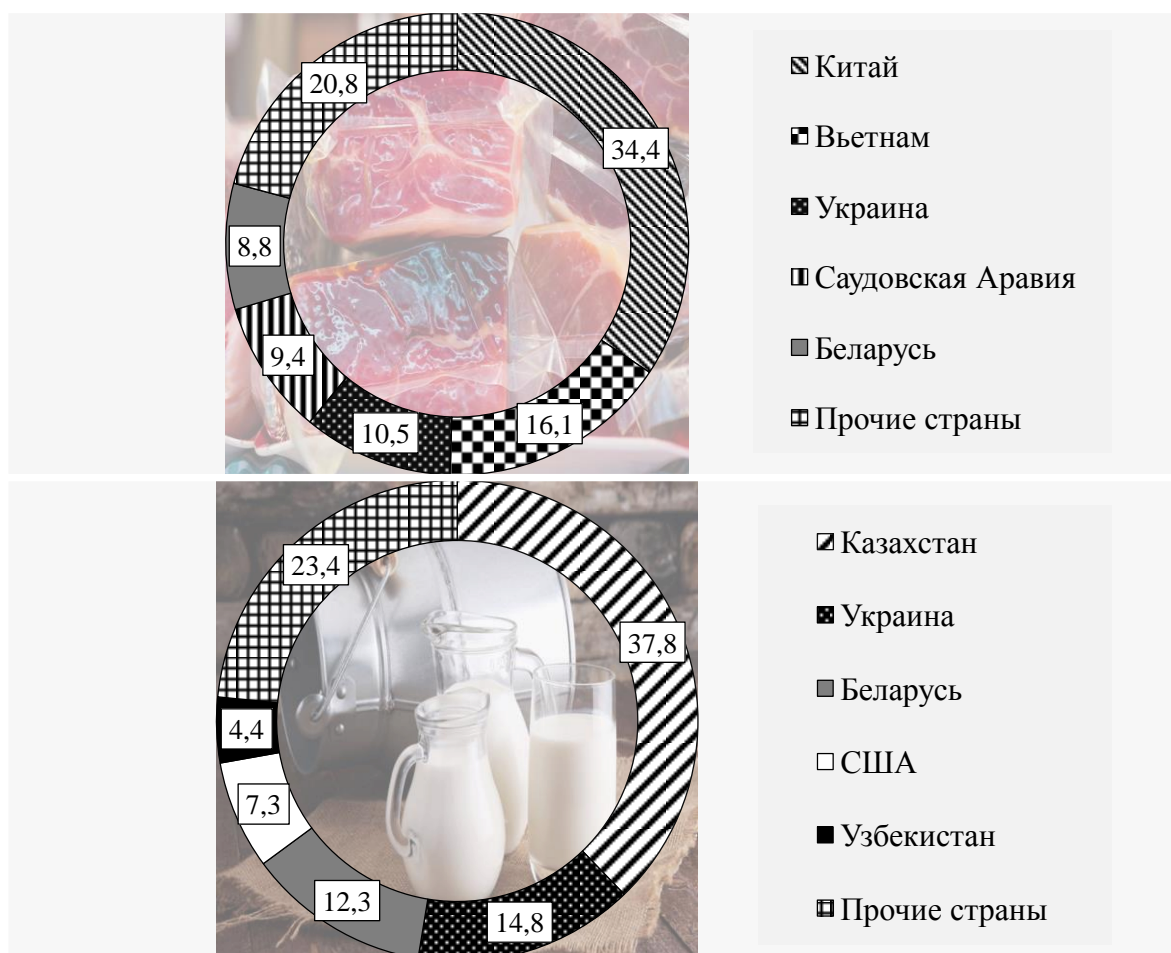 20,8
34,4
8,8
9,4
10,5
16,1
Китай
Вьетнам
Украина
Саудовская Аравия
Беларусь
Прочие страны
23,4
37,8
4,4
7,3
12,3
14,8
Казахстан
Украина
Беларусь
США
Узбекистан
Прочие страны